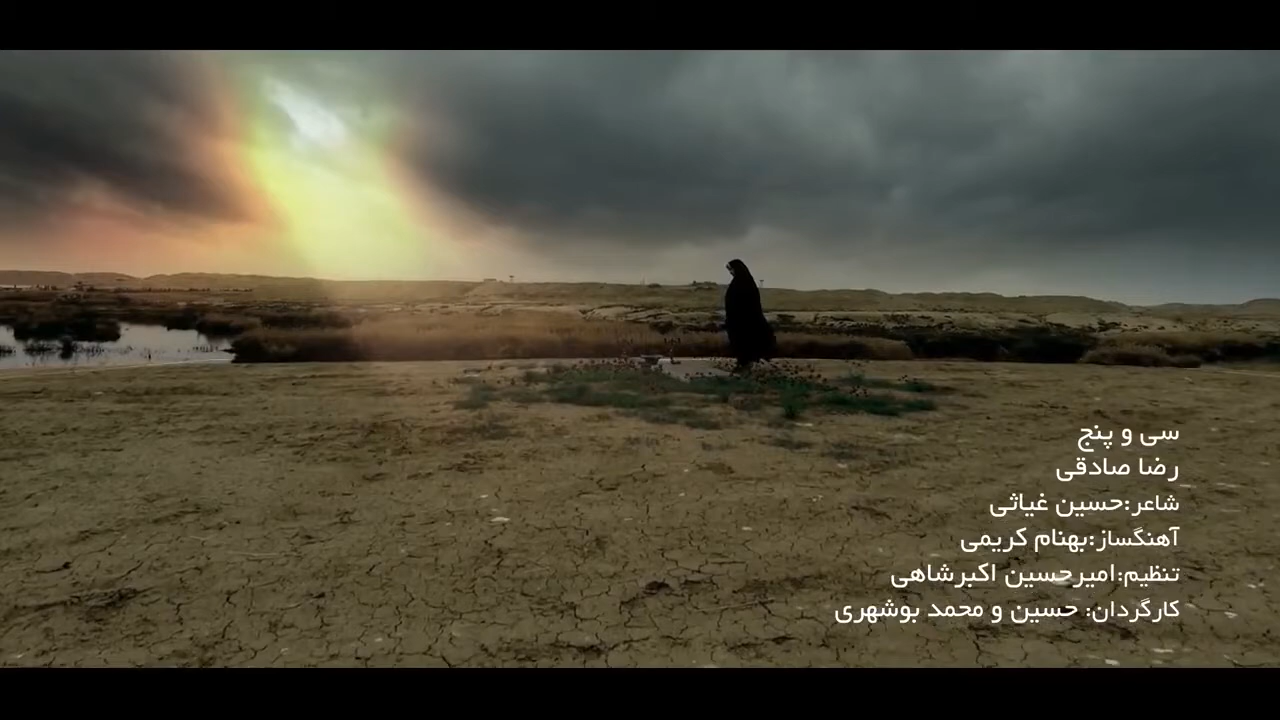 سی و پنج
رضا صادقی
شاعر:حسین غیاثی
آهنگساز:بهنام کریمی
تنظیم:امیرحسین اکبرشاهی
کارگردان: حسین و محمد بوشهری